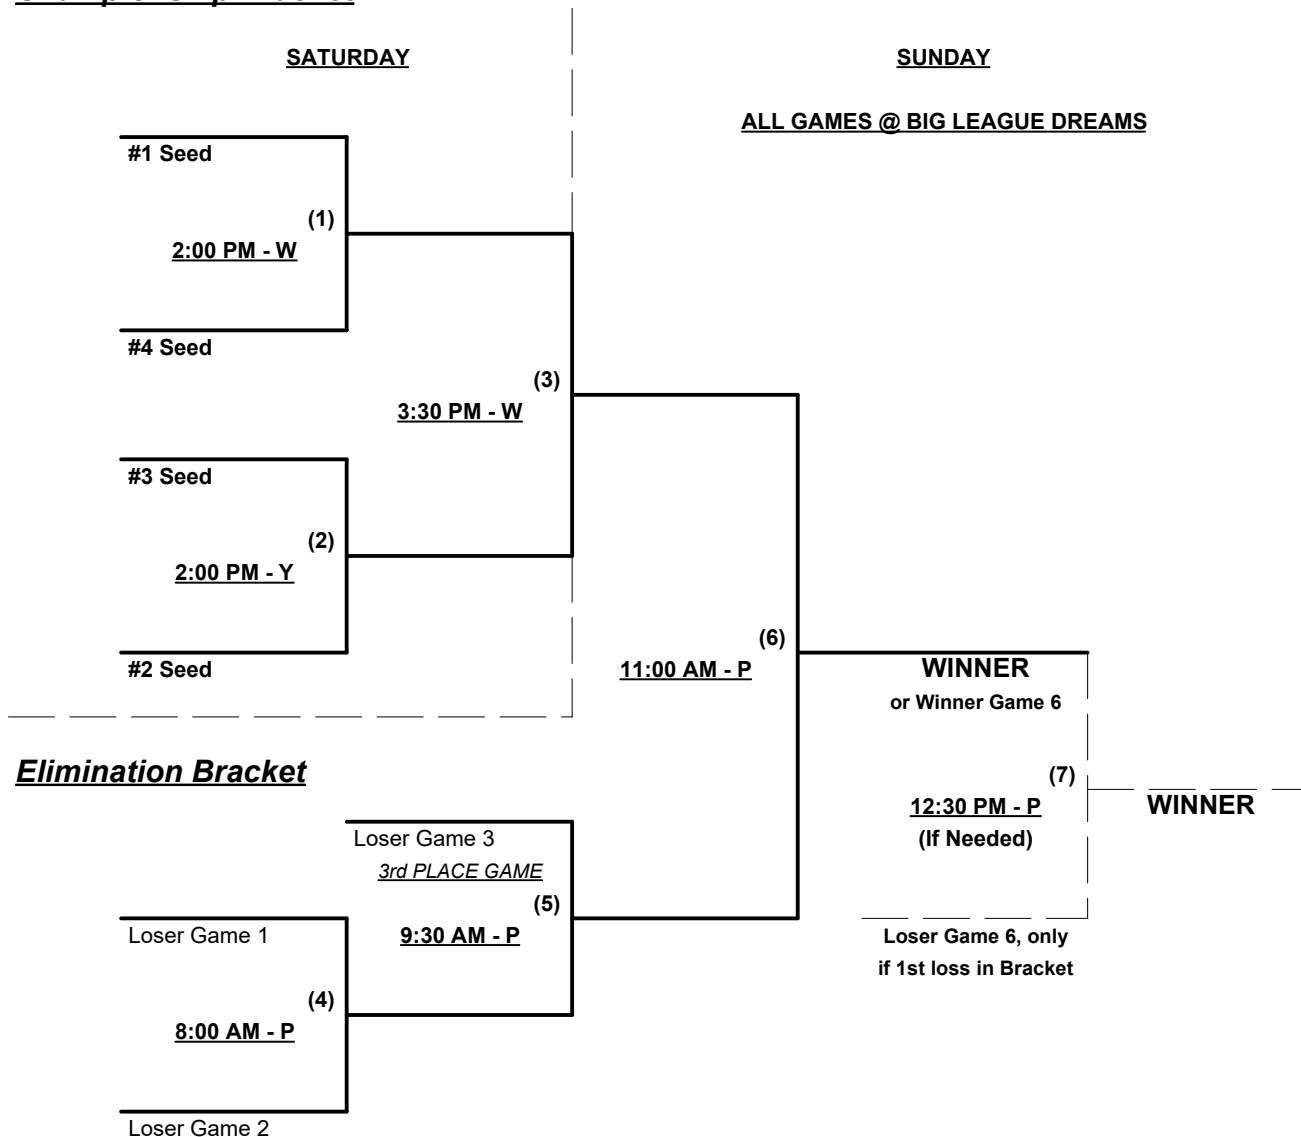 SATURDAY
SUNDAY
ALL GAMES @ BIG LEAGUE DREAMS
#1 Seed
(1)
2:00 PM - W
#4 Seed
(3)
3:30 PM - W
#3 Seed
(2)
2:00 PM - Y
#2 Seed
(6)
11:00 AM - P
WINNER
or Winner Game 6
Elimination Bracket
(7)
12:30 PM - P
(If Needed)
WINNER
Loser Game 3
3rd PLACE GAME
(5)
9:30 AM - P
Loser Game 1
Loser Game 6, only
if 1st loss in Bracket
(4)
8:00 AM - P
Loser Game 2